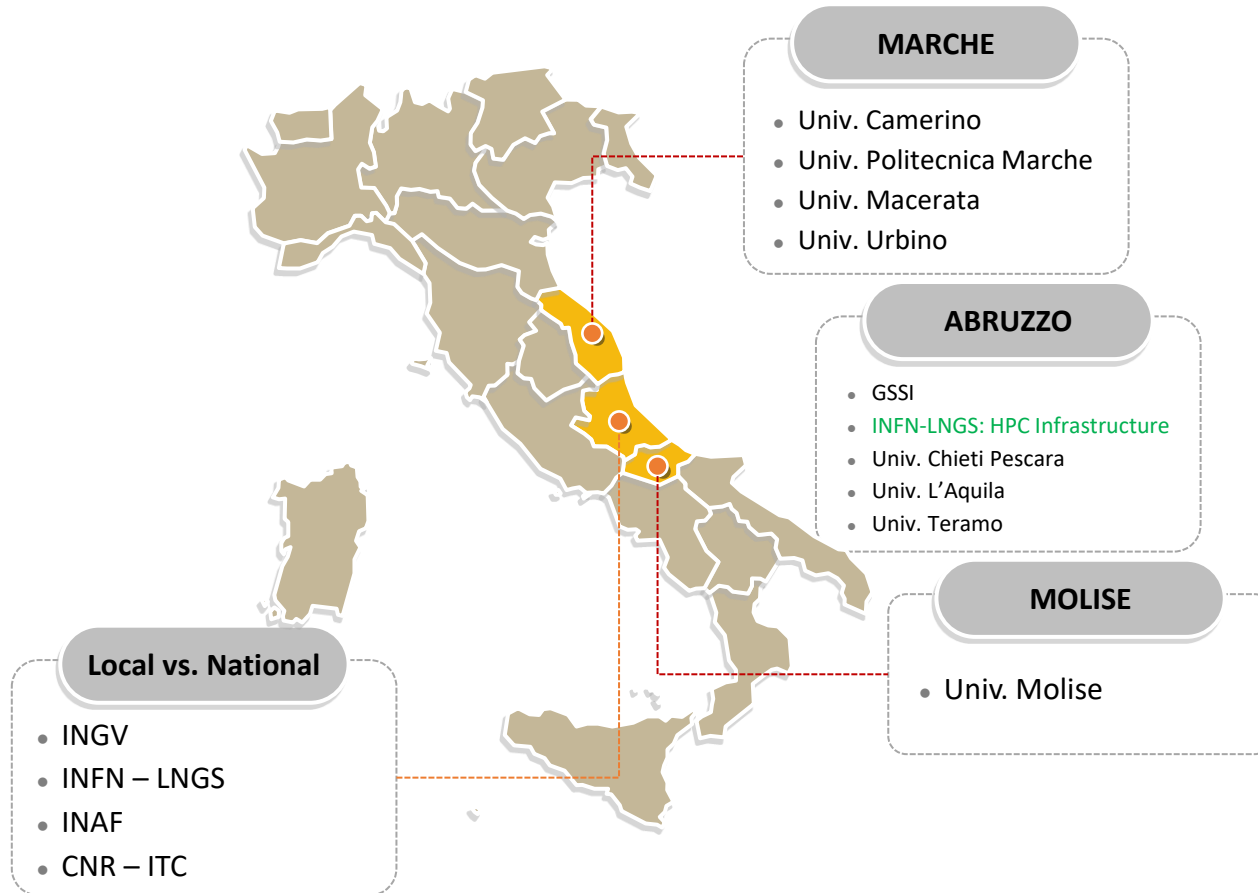 MARCHE
• Univ. Camerino
• Univ. Politecnica Marche
• Univ. Macerata
• Univ. Urbino
ABRUZZO
• GSSI
• INFN-LNGS: HPC Infrastructure
• Univ. Chieti Pescara
• Univ. L’Aquila
• Univ. Teramo
MOLISE
• Univ. Molise
Local vs. National
• INGV
• INFN – LNGS
• INAF
• CNR – ITC